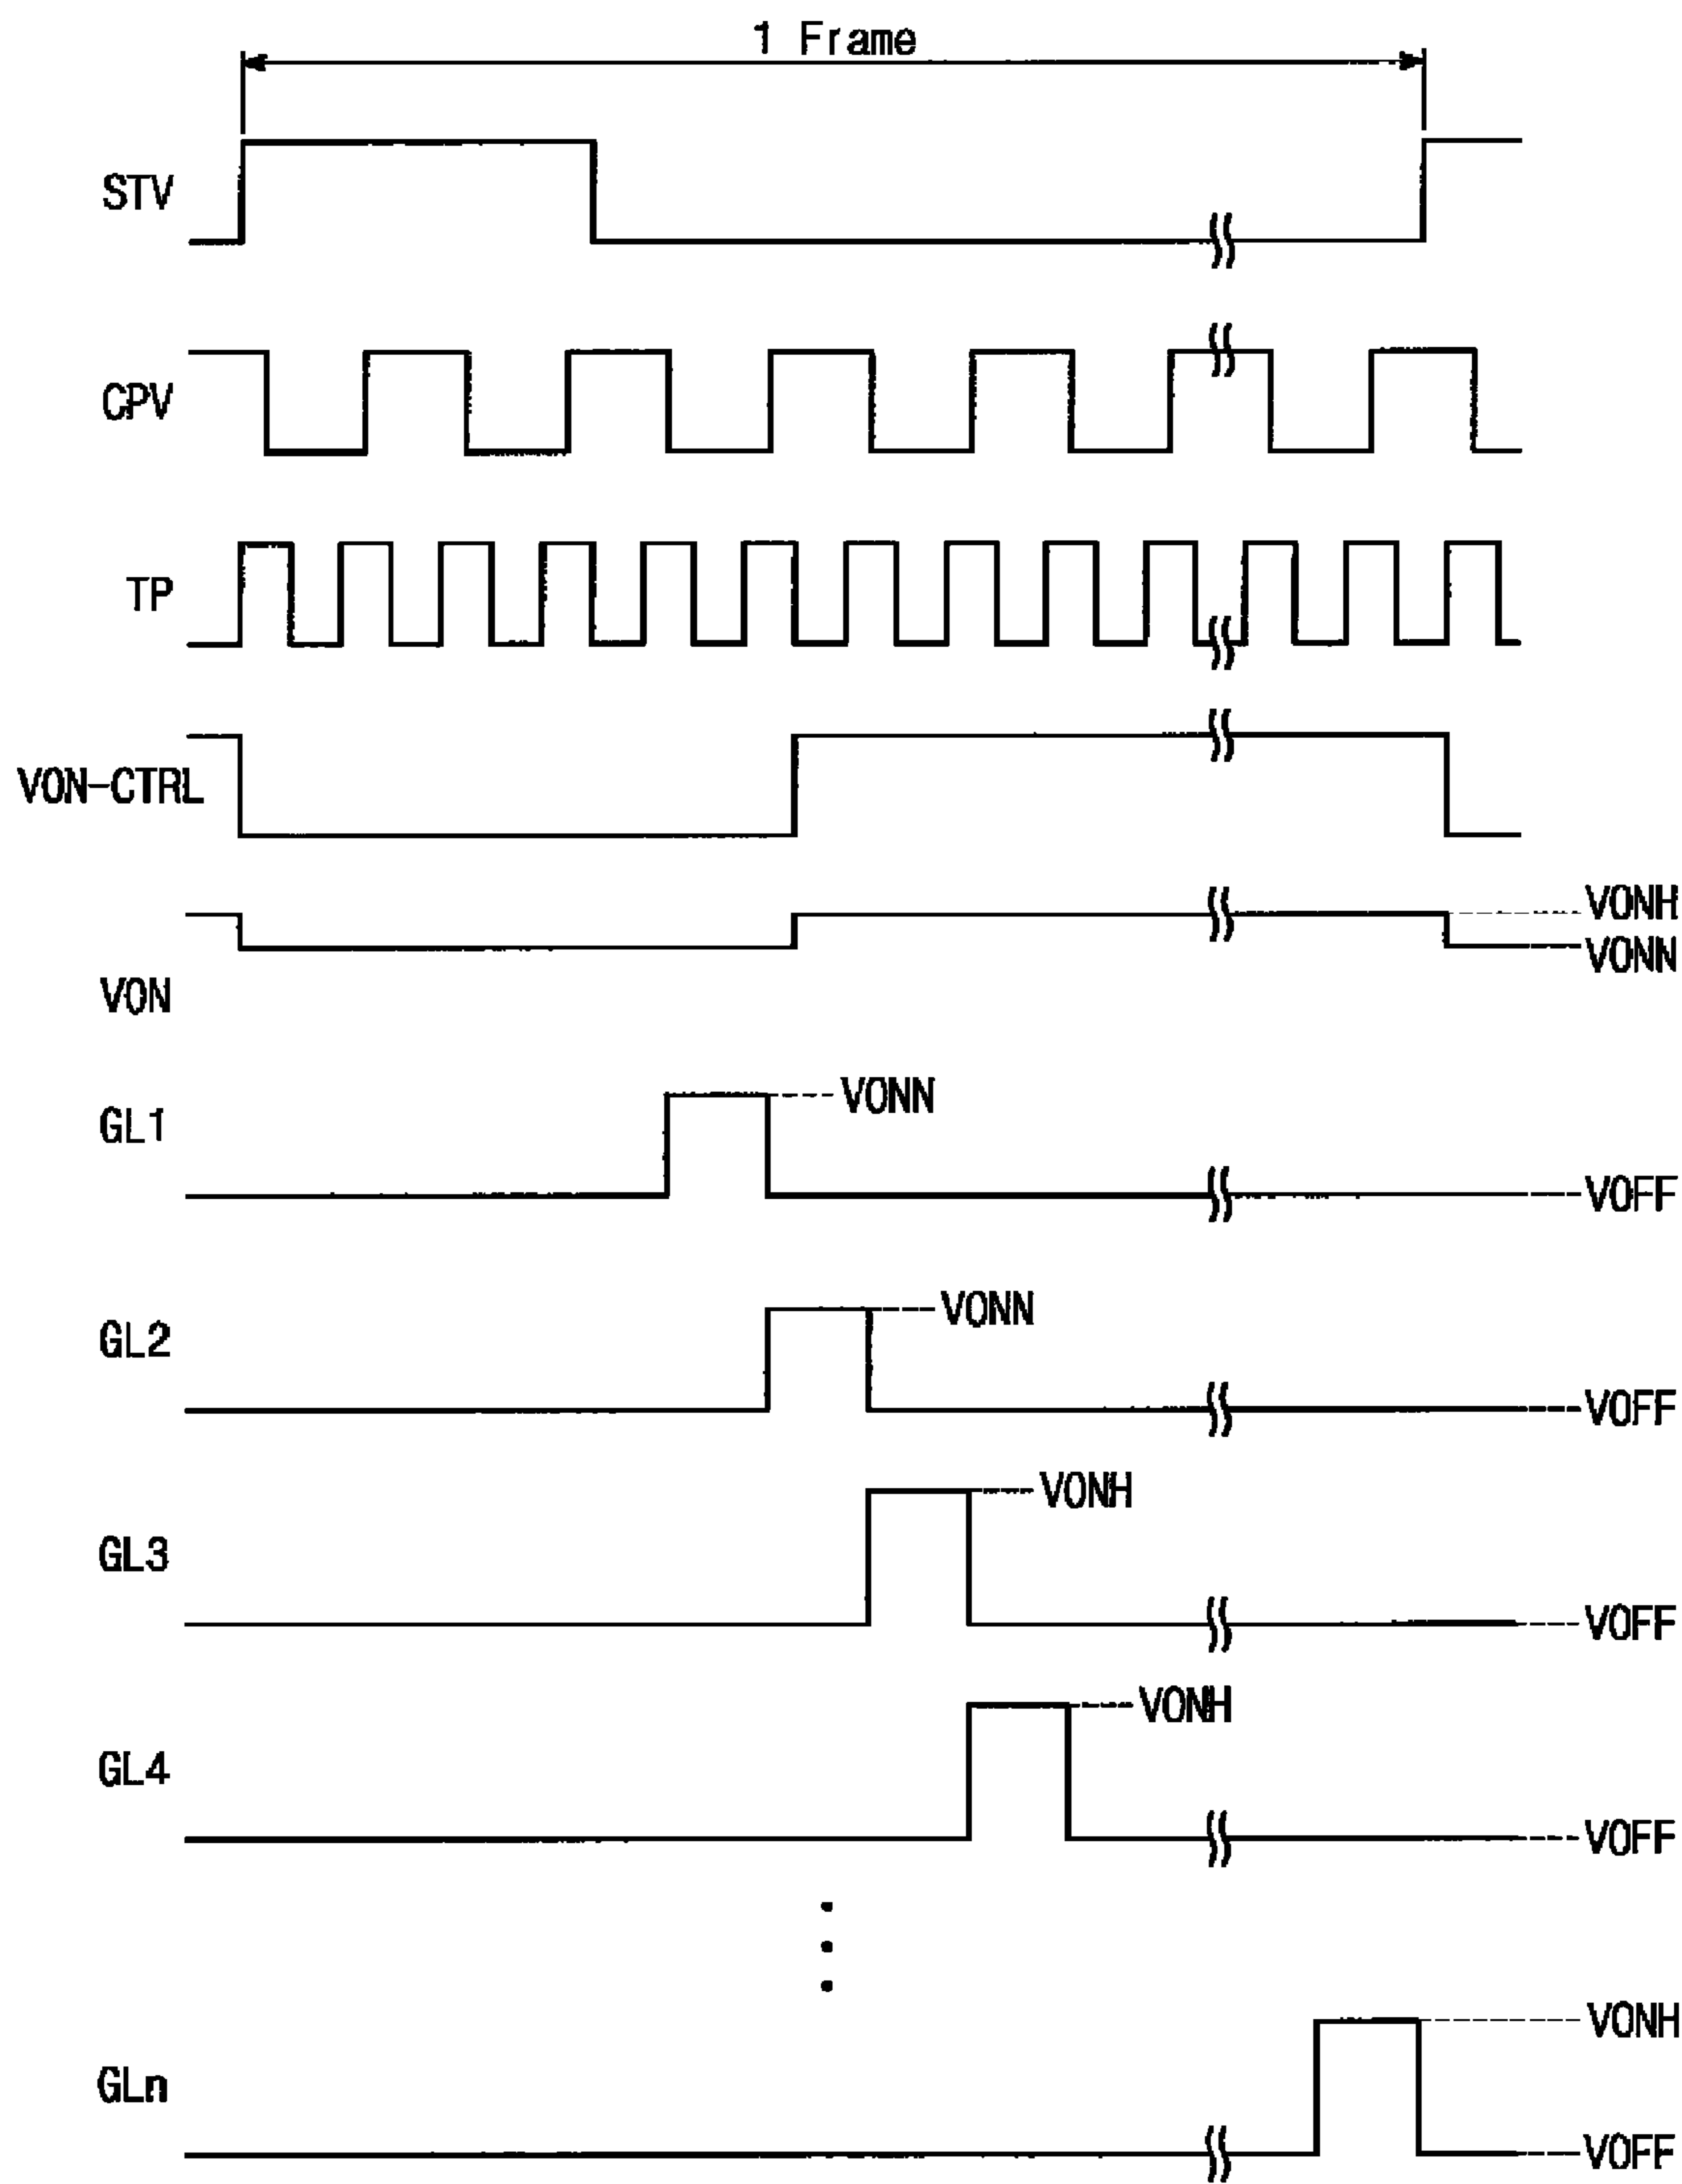 1 Frame
STV
CPV
TP
VON-CTRL
VONH
VONN
VON
VONN
GL1
VOFF
VONN
GL2
VOFF
VONH
GL3
VOFF
VONH
GL4
VOFF
VONH
GLn
VOFF